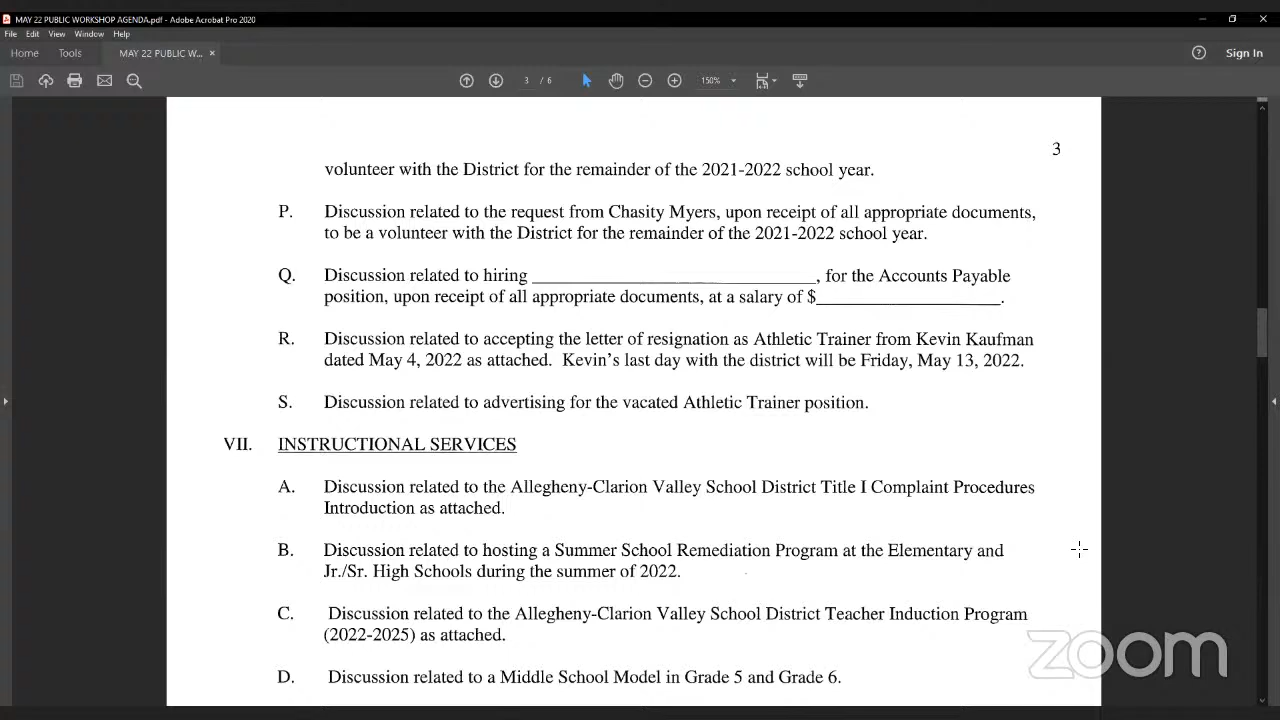 MAY 22 PUBLIC WORKSHOP AGENDA.pdf - Adobe Acrobat Pro 2020
File Edit View Window Help
Home Tools MAY 22 PUBLIC W... × Sign In
3 / 6 150%
3
volunteer with the District for the remainder of the 2021-2022 school year.
P. Discussion related to the request from Chasity Myers, upon receipt of all appropriate documents,
to be a volunteer with the District for the remainder of the 2021-2022 school year.
Q. Discussion related to hiring ______________________________, for the Accounts Payable
position, upon receipt of all appropriate documents, at a salary of $____________________.
R. Discussion related to accepting the letter of resignation as Athletic Trainer from Kevin Kaufman
dated May 4, 2022 as attached. Kevin's last day with the district will be Friday, May 13, 2022.
S. Discussion related to advertising for the vacated Athletic Trainer position.
VII. INSTRUCTIONAL SERVICES
A. Discussion related to the Allegheny-Clarion Valley School District Title I Complaint Procedures
Introduction as attached.
B. Discussion related to hosting a Summer School Remediation Program at the Elementary and
Jr./Sr. High Schools during the summer of 2022.
C. Discussion related to the Allegheny-Clarion Valley School District Teacher Induction Program
(2022-2025) as attached.
D. Discussion related to a Middle School Model in Grade 5 and Grade 6.
zoom